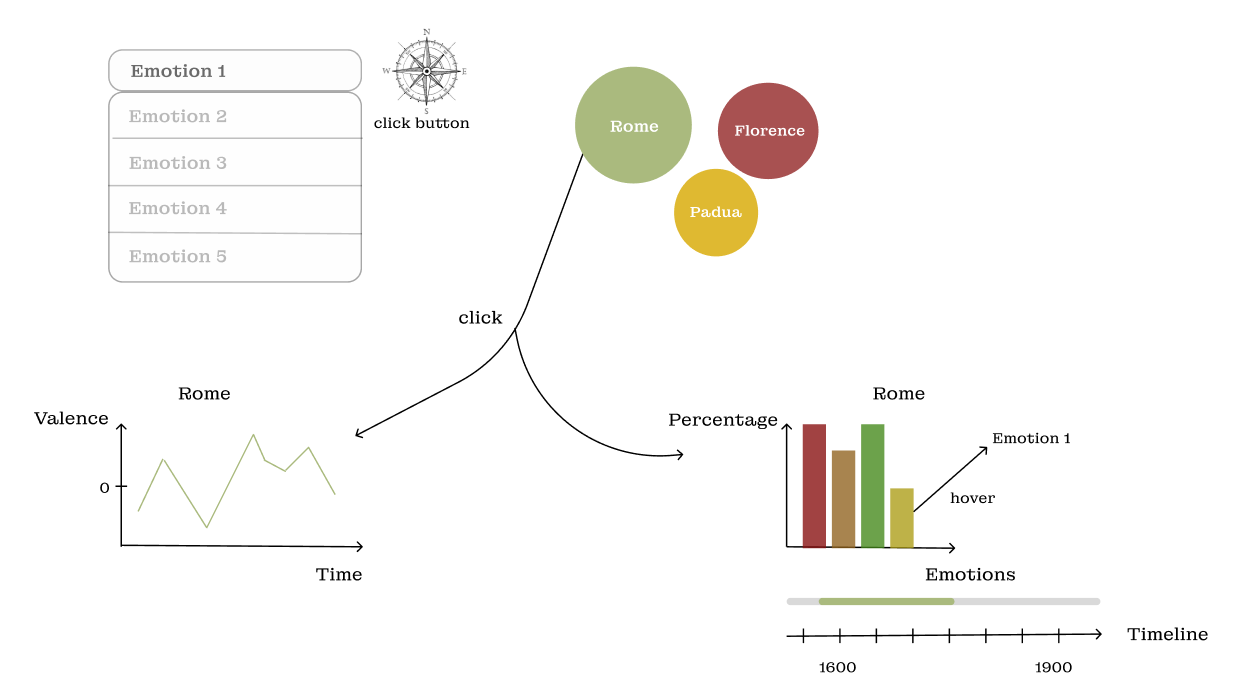 Emotion 1
Emotion 2
Emotion 3
Emotion 4
Emotion 5
N
W
E
S
click button
Rome
Florence
Padua
click
Rome
Valence
0
Time
Rome
Percentage
Emotion 1
hover
Emotions
Timeline
1600
1900